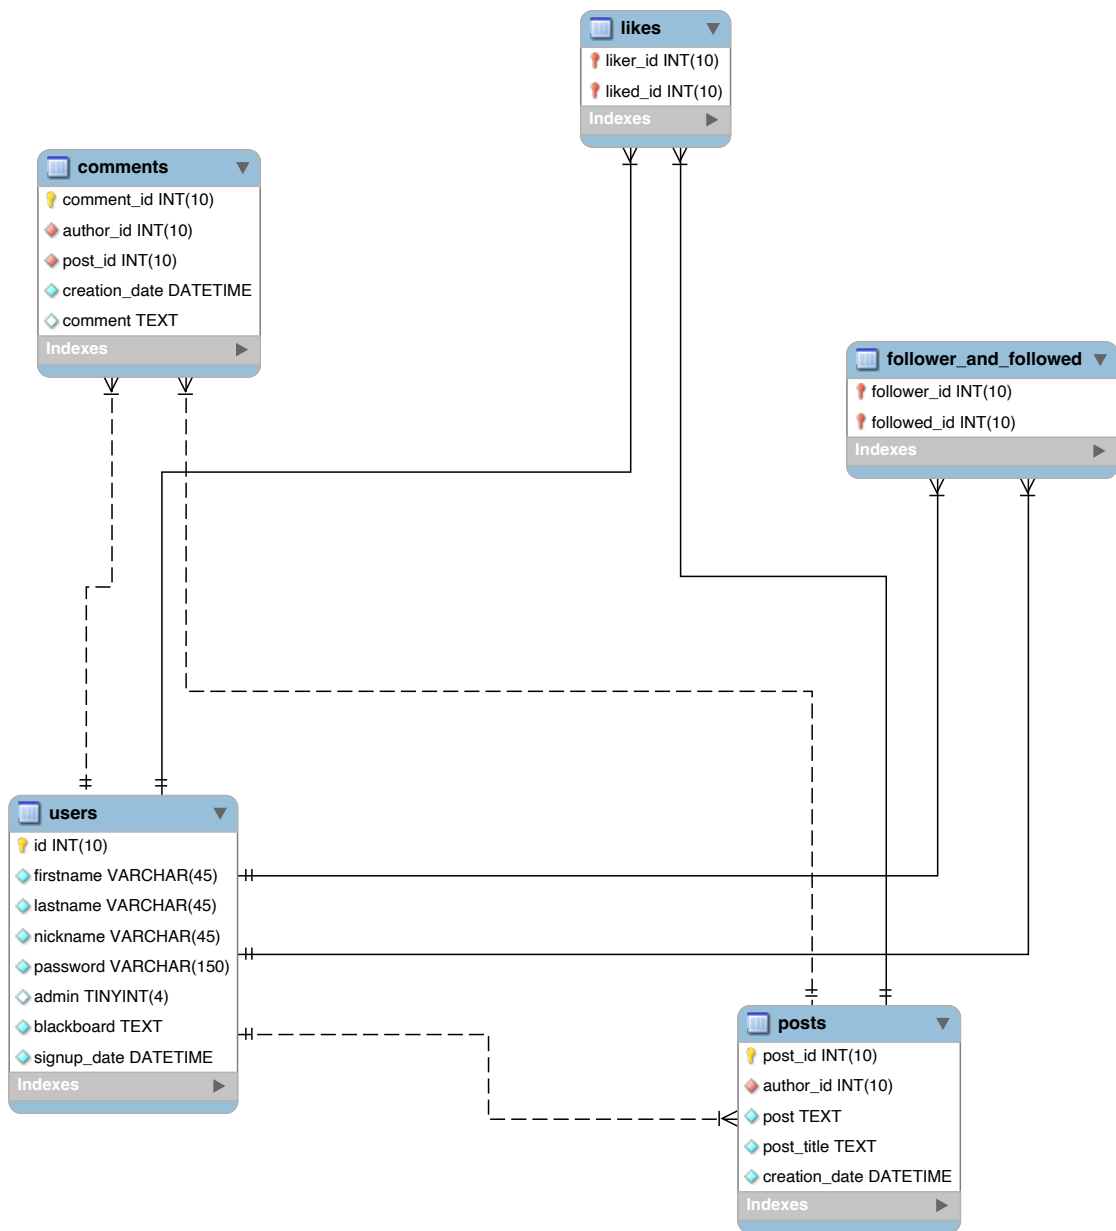 likes
liker_id INT(10)
liked_id INT(10)
Indexes
comments
comment_id INT(10)
author_id INT(10)
post_id INT(10)
creation_date DATETIME
comment TEXT
Indexes
follower_and_followed
follower_id INT(10)
followed_id INT(10)
Indexes
users
id INT(10)
firstname VARCHAR(45)
lastname VARCHAR(45)
nickname VARCHAR(45)
password VARCHAR(150)
admin TINYINT(4)
blackboard TEXT
signup_date DATETIME
Indexes
posts
post_id INT(10)
author_id INT(10)
post TEXT
post_title TEXT
creation_date DATETIME
Indexes